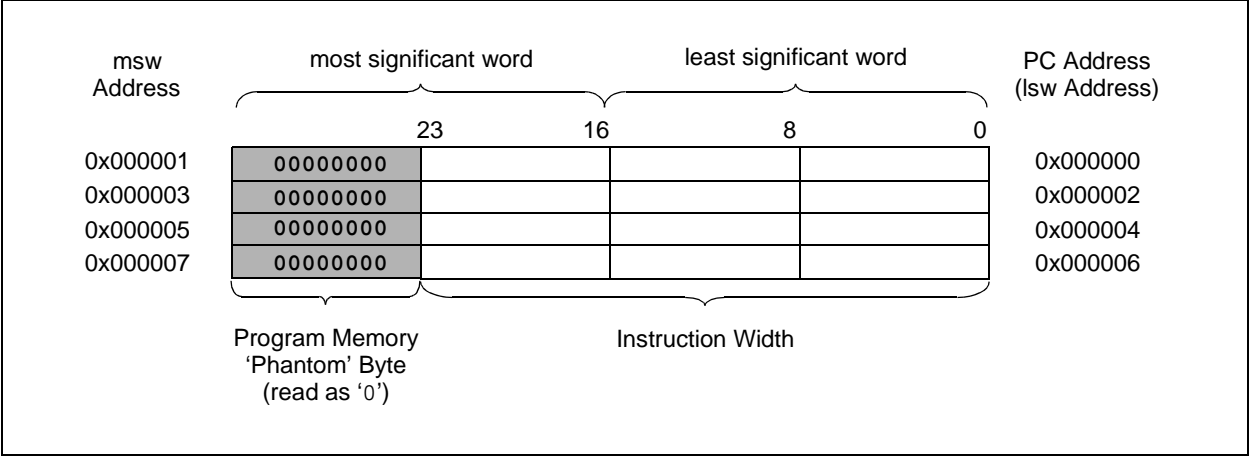 msw
Address
most significant word
least significant word
PC Address
(lsw Address)
23 16 8 0
0x000001 00000000 0x000000
0x000003 00000000 0x000002
0x000005 00000000 0x000004
0x000007 00000000 0x000006
Program Memory
‘Phantom’ Byte
(read as ‘0’)
Instruction Width